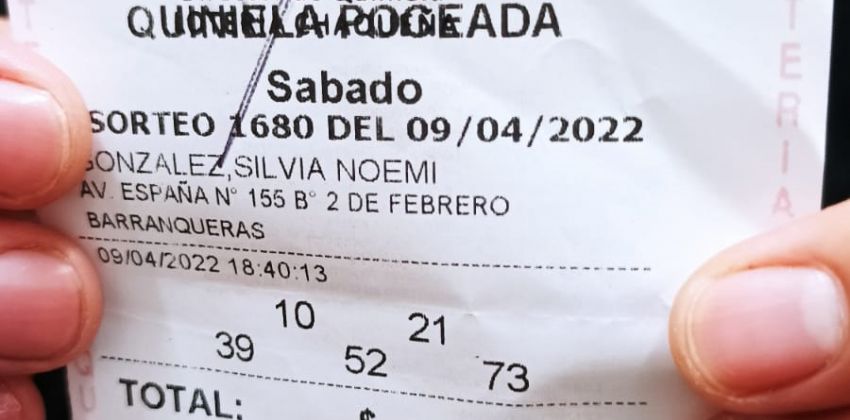 QUINIELA POCEADA
Sabado
SORTEO 1680 DEL 09/04/2022
GONZALEZ,SILVIA NOEMI
AV. ESPAÑA N° 155 B° 2 DE FEBRERO
BARRANQUERAS
09/04/2022 18:40:13
10 21
39 52 73
TOTAL: $
TERIA